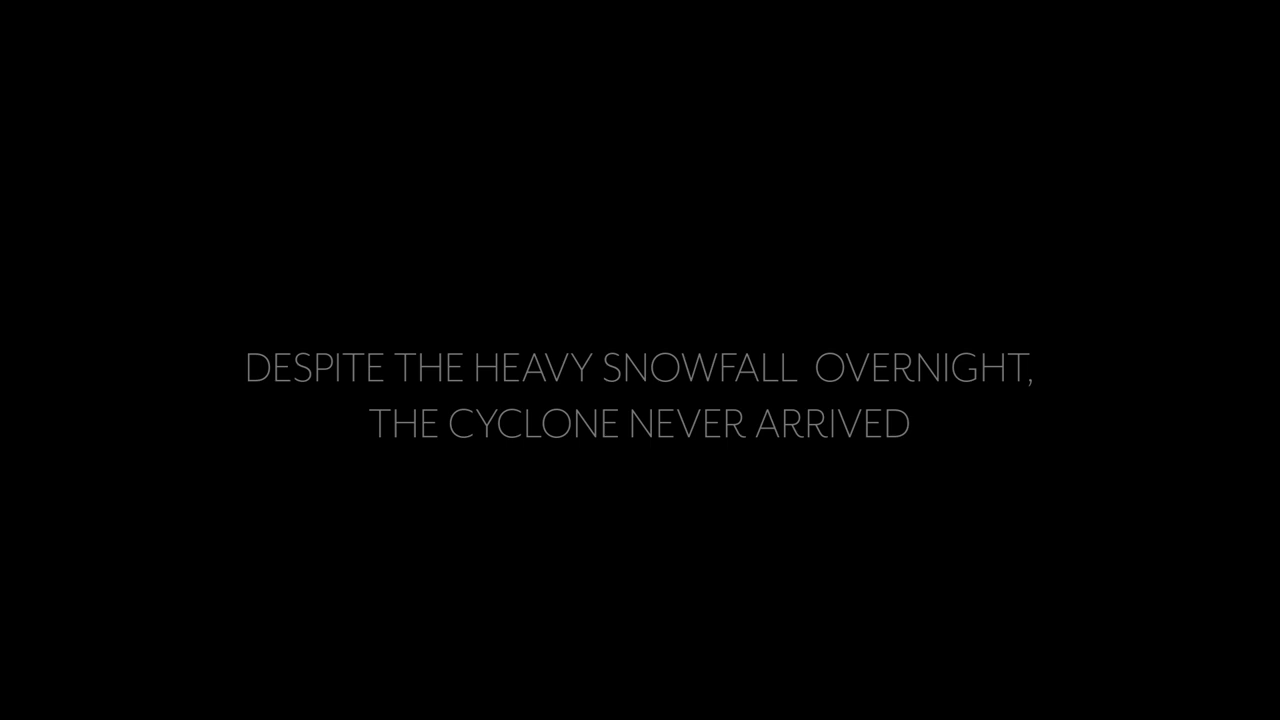 DESPITE THE HEAVY SNOWFALL  OVERNIGHT,
THE CYCLONE NEVER ARRIVED